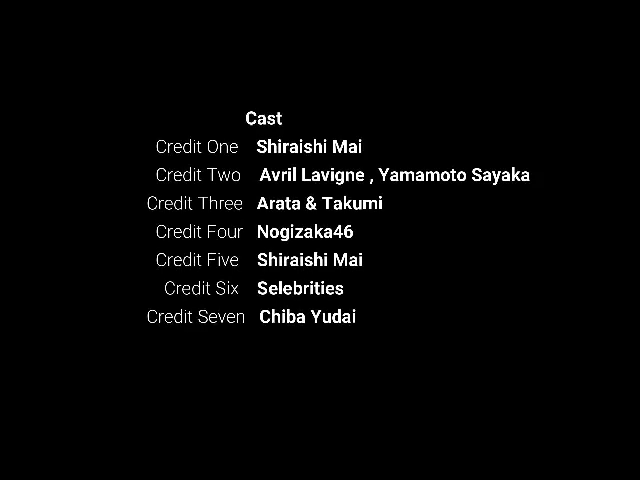 Cast
Credit One Shiraishi Mai
Credit Two Avril Lavigne , Yamamoto Sayaka
Credit Three Arata & Takumi
Credit Four Nogizaka46
Credit Five Shiraishi Mai
Credit Six Selebrities
Credit Seven Chiba Yudai